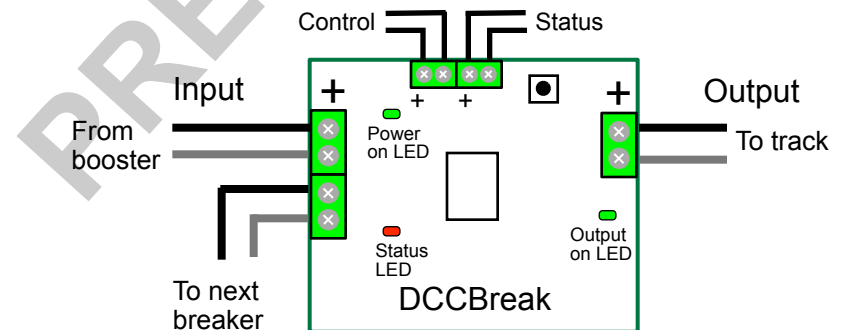 PRE
Control
Status
Input
+
+
+
+
Output
From
booster
Power
on LED
To track
Status
LED
Output
on LED
To next
breaker
DCCBreak